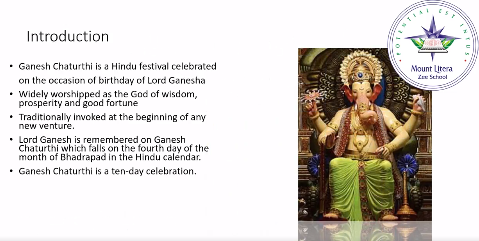 Introduction
• Ganesh Chaturthi is a Hindu festival celebrated
on the occasion of birthday of Lord Ganesha
• Widely worshipped as the God of wisdom,
prosperity and good fortune
• Traditionally invoked at the beginning of any
new venture.
• Lord Ganesh is remembered on Ganesh
Chaturthi which falls on the fourth day of the
month of Bhadrapad in the Hindu calendar.
• Ganesh Chaturthi is a ten-day celebration.
Mount Litera
Zee School